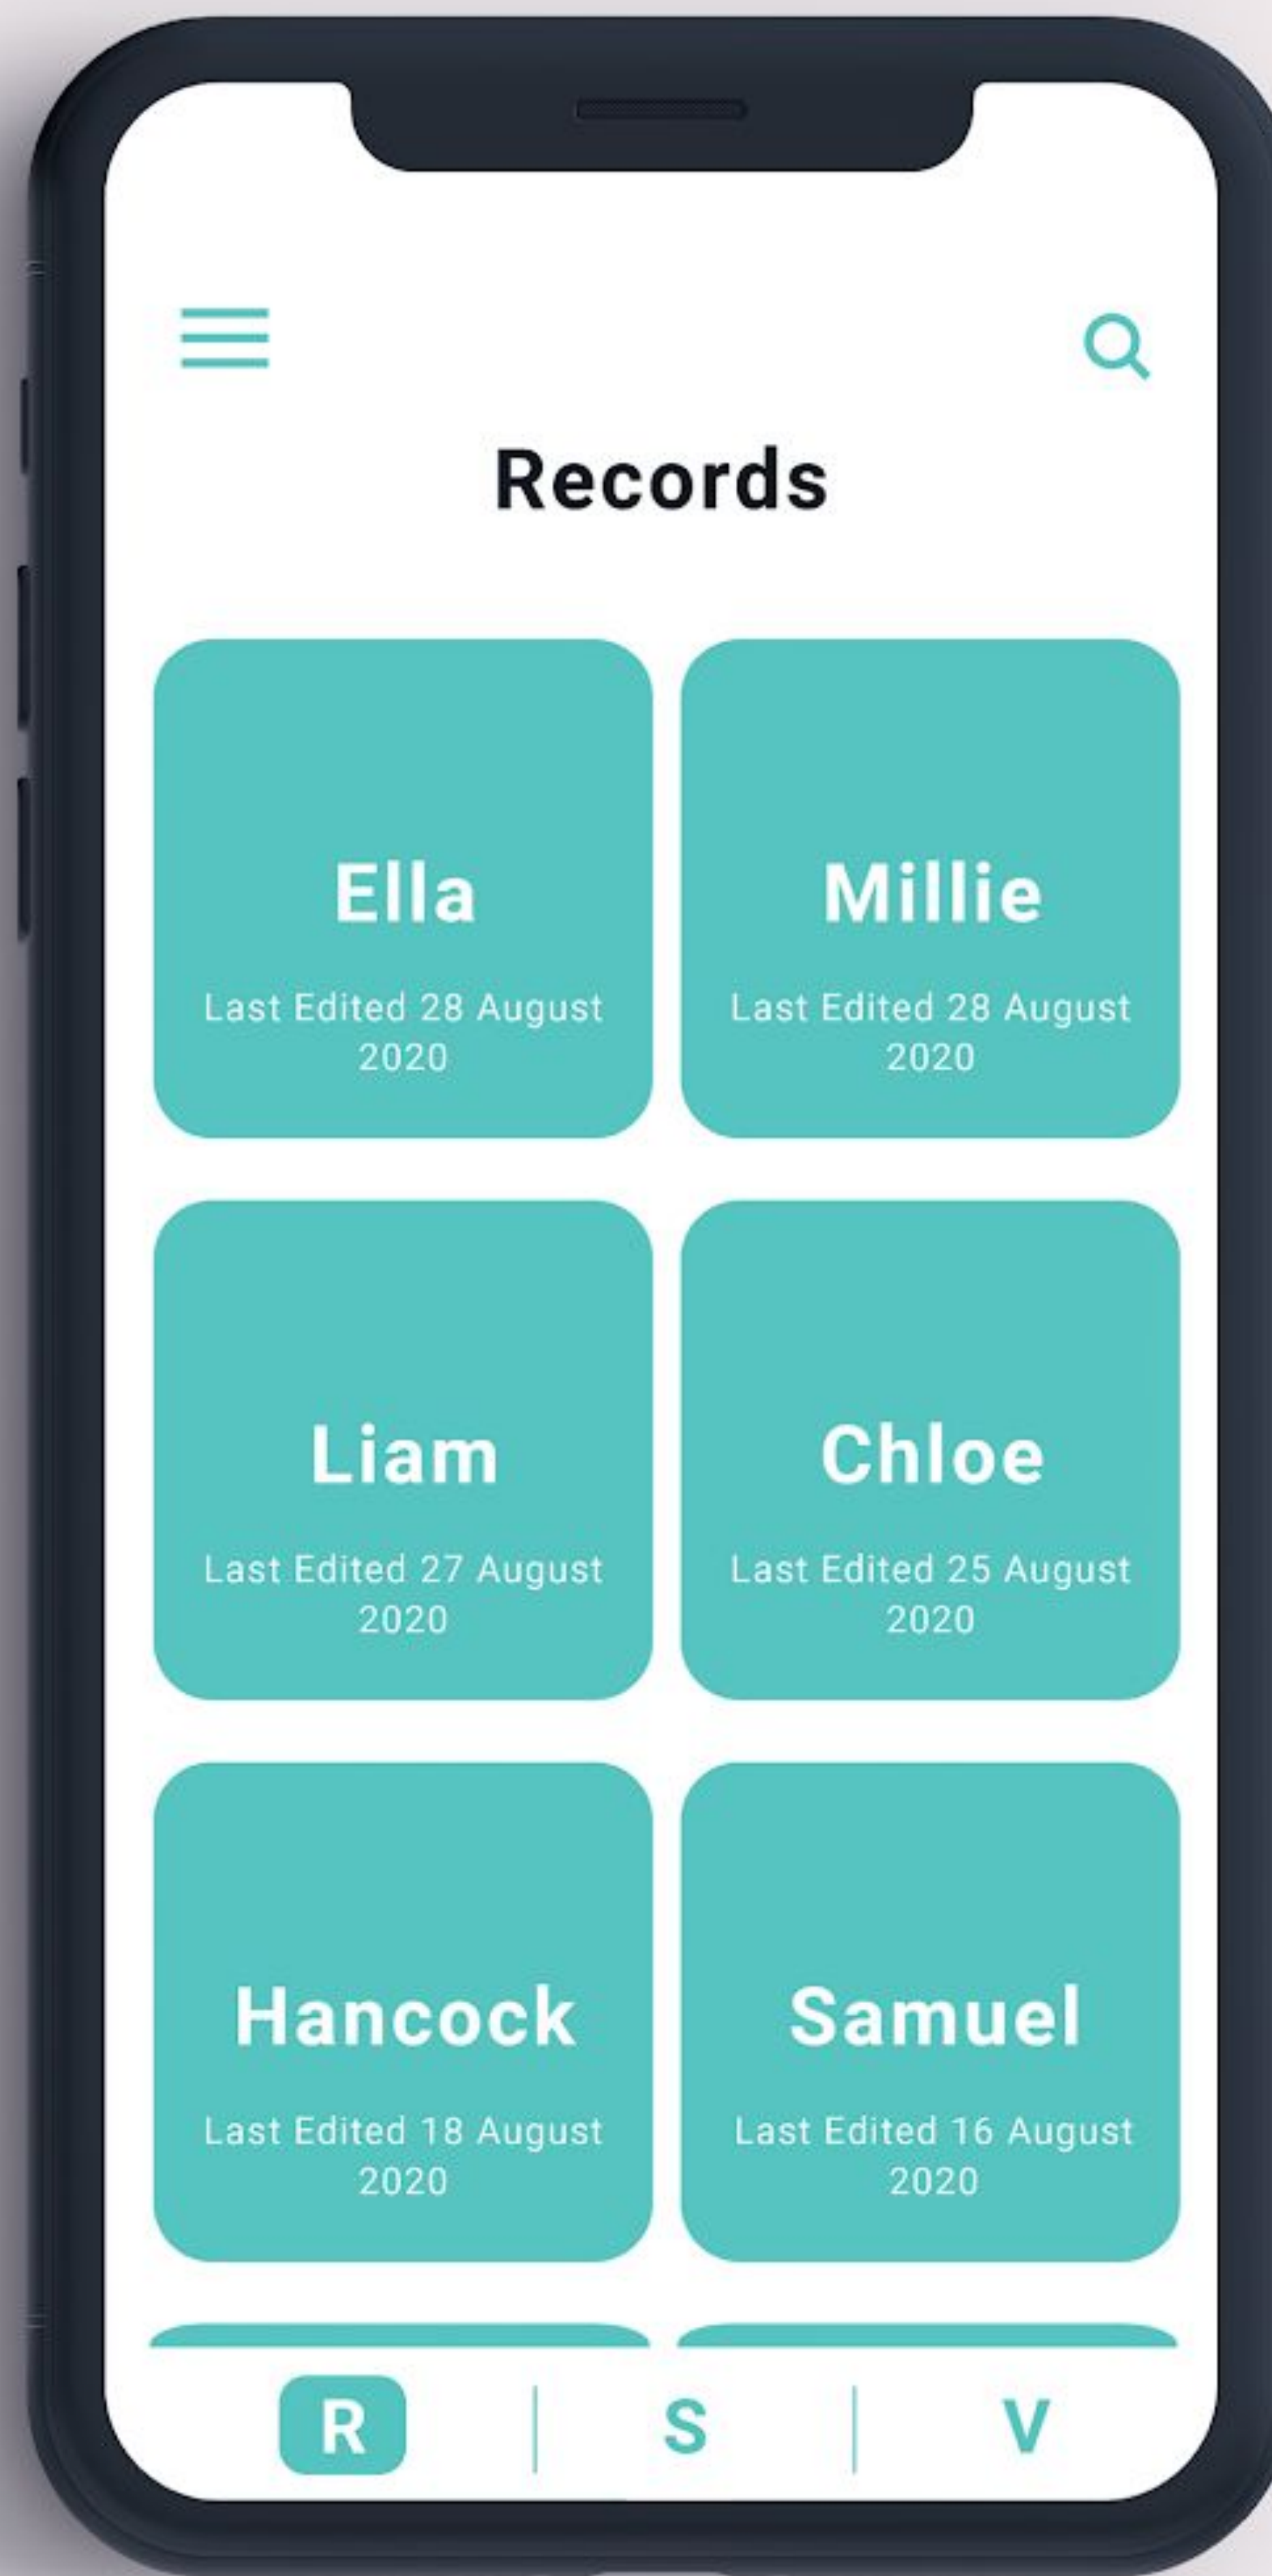 Records
Ella
Last Edited 28 August
2020
Millie
Last Edited 28 August
2020
Liam
Last Edited 27 August
2020
Chloe
Last Edited 25 August
2020
Hancock
Last Edited 18 August
2020
Samuel
Last Edited 16 August
2020
R
S
V